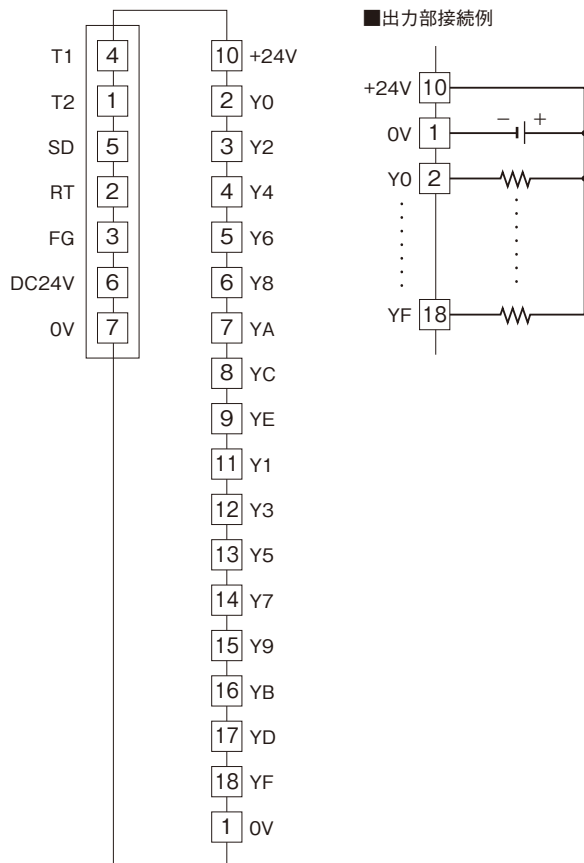 T1 4
T2 1
SD 5
RT 2
FG 3
DC24V 6
0V 7
10 +24V
2 Y0
3 Y2
4 Y4
5 Y6
6 Y8
7 YA
8 YC
9 YE
11 Y1
12 Y3
13 Y5
14 Y7
15 Y9
16 YB
17 YD
18 YF
1 0V
■出力部接続例
+24V 10
0V 1 − +
Y0 2
YF 18